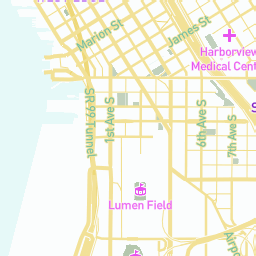 Marion St
James St
Harborview
Medical Cent
SR 99 Tunnel
1st Ave S
6th Ave S
7th Ave S
Lumen Field